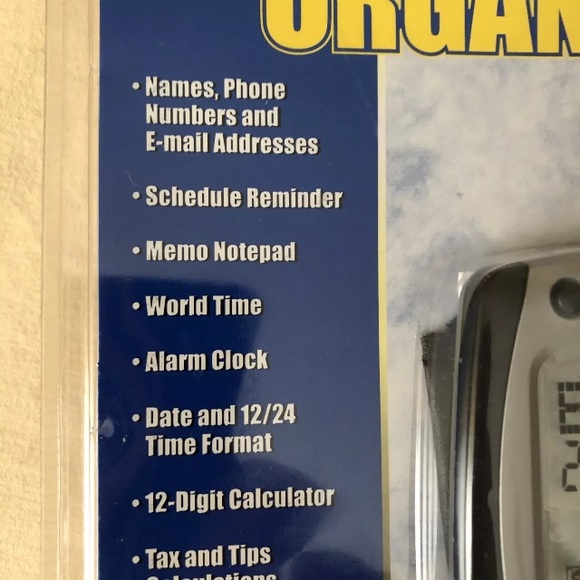 • Names, Phone
Numbers and
E-mail Addresses
• Schedule Reminder
• Memo Notepad
• World Time
• Alarm Clock
• Date and 12/24
Time Format
• 12-Digit Calculator
• Tax and Tips
Calculations